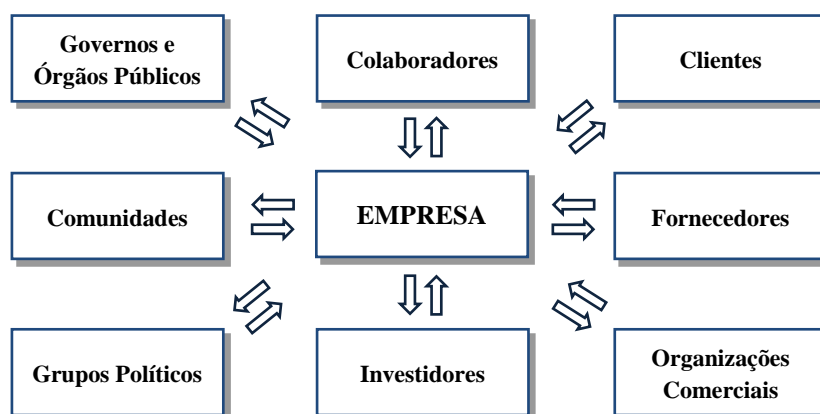 Governos e
Órgãos Públicos
Colaboradores
Clientes
Comunidades
EMPRESA
Fornecedores
Grupos Políticos
Investidores
Organizações
Comerciais